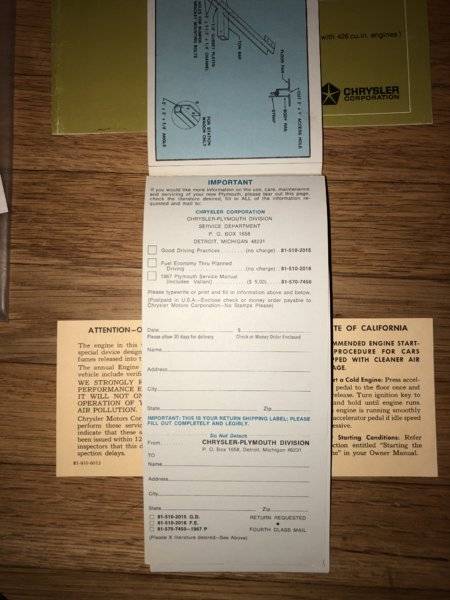 with 426 cu. in. engines)
CHRYSLER
CORPORATION
TOW BAR
FLOOR PAN
BODY RAIL
STRAP
IMPORTANT
If you would like more information on the use, care, maintenance
and servicing of your new Plymouth, please tear out this page,
check the literature desired, fill in ALL of the information re-
quested and mail to:
CHRYSLER CORPORATION
CHRYSLER-PLYMOUTH DIVISION
SERVICE DEPARTMENT
P. O. BOX 1658
DETROIT, MICHIGAN 48231
Good Driving Practices (no charge) 81-510-2015
Fuel Economy Thru Planned
Driving (no charge) 81-510-2016
1967 Plymouth Service Manual
(Includes Valiant) ($ 5.00) 81-570-7450
Please typewrite or print and fill in information above and below.
(Postpaid in U.S.A.—Enclose check or money order payable to
Chrysler Motors Corporation—No Stamps Please)
Date $
Please allow 30 days for delivery Check or Money Order Enclosed
Name
Address
City
State Zip
IMPORTANT: THIS IS YOUR RETURN SHIPPING LABEL; PLEASE
FILL OUT COMPLETELY AND LEGIBLY.
Do Not Detach
From CHRYSLER-PLYMOUTH DIVISION
P. O. Box 1658, Detroit, Michigan 48231
TO
Name
Address
City
State Zip
81-510-2015 G.D. RETURN REQUESTED
81-510-2016 F.E.
81-570-7450—1967 P FOURTH CLASS MAIL
(Please X literature desired—See Above)
ATTENTION—
The engine in this
special device design
fumes released into t
The annual Engine
vehicle include verifi
WE STRONGLY
PERFORMANCE
IT WILL NOT ON
OPERATION OF
AIR POLLUTION.
Chrysler Motors Cor
perform these servic
indicate that these
been issued within 12
inspectors that this
spection delays.
81-910-6013
TE OF CALIFORNIA
MMENDED ENGINE START-
PROCEDURE FOR CARS
PPED WITH CLEANER AIR
AGE.
rt a Cold Engine: Press accel-
pedal to the floor once and
elease. Turn ignition key to
and hold until engine runs.
engine is running smoothly
accelerator pedal if idle speed
essive.
Starting Conditions: Refer
ction entitled "Starting the
ne" in your Owner Manual.